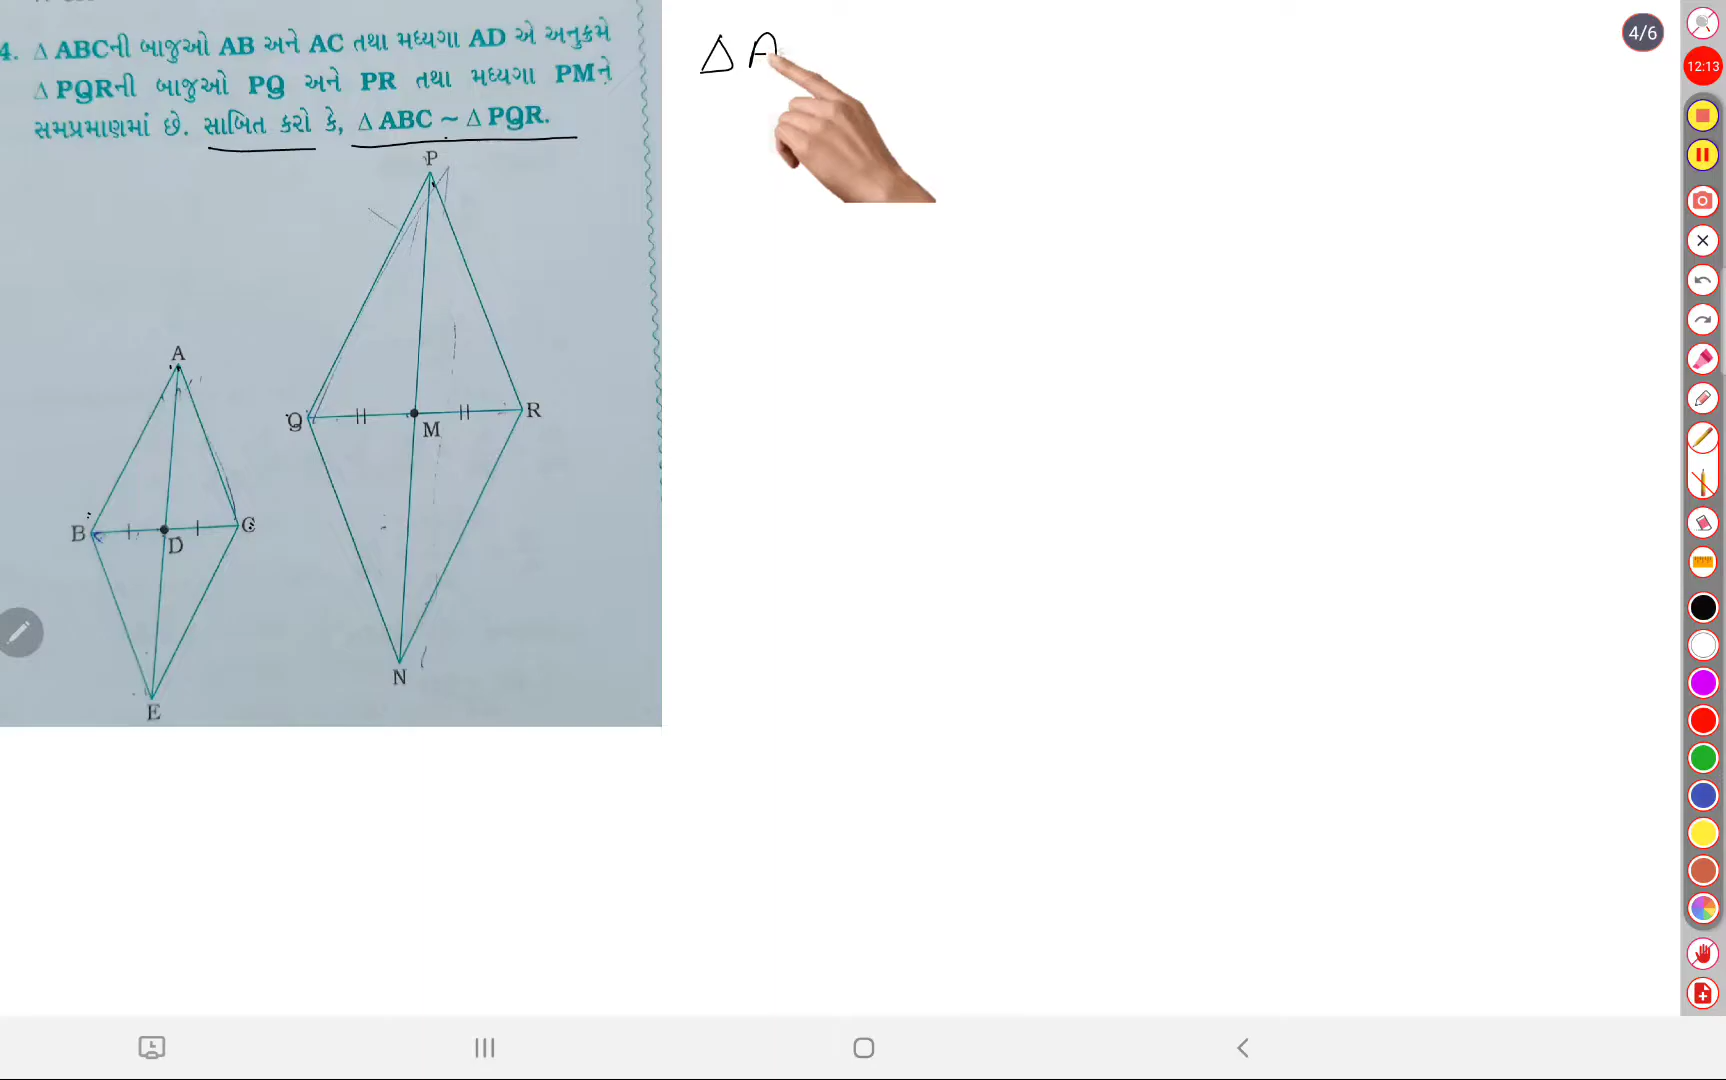 4. Δ ABCની બાજુઓ AB અને AC તથા મધ્યગા AD એ અનુક્રમે
Δ PQRની બાજુઓ PQ અને PR તથા મધ્યગા PMને
સમપ્રમાણમાં છે. સાબિત કરો કે, Δ ABC ~ Δ PQR.
P
A
Q
M
R
B
D
C
N
E
Δ A
4/6
12:13